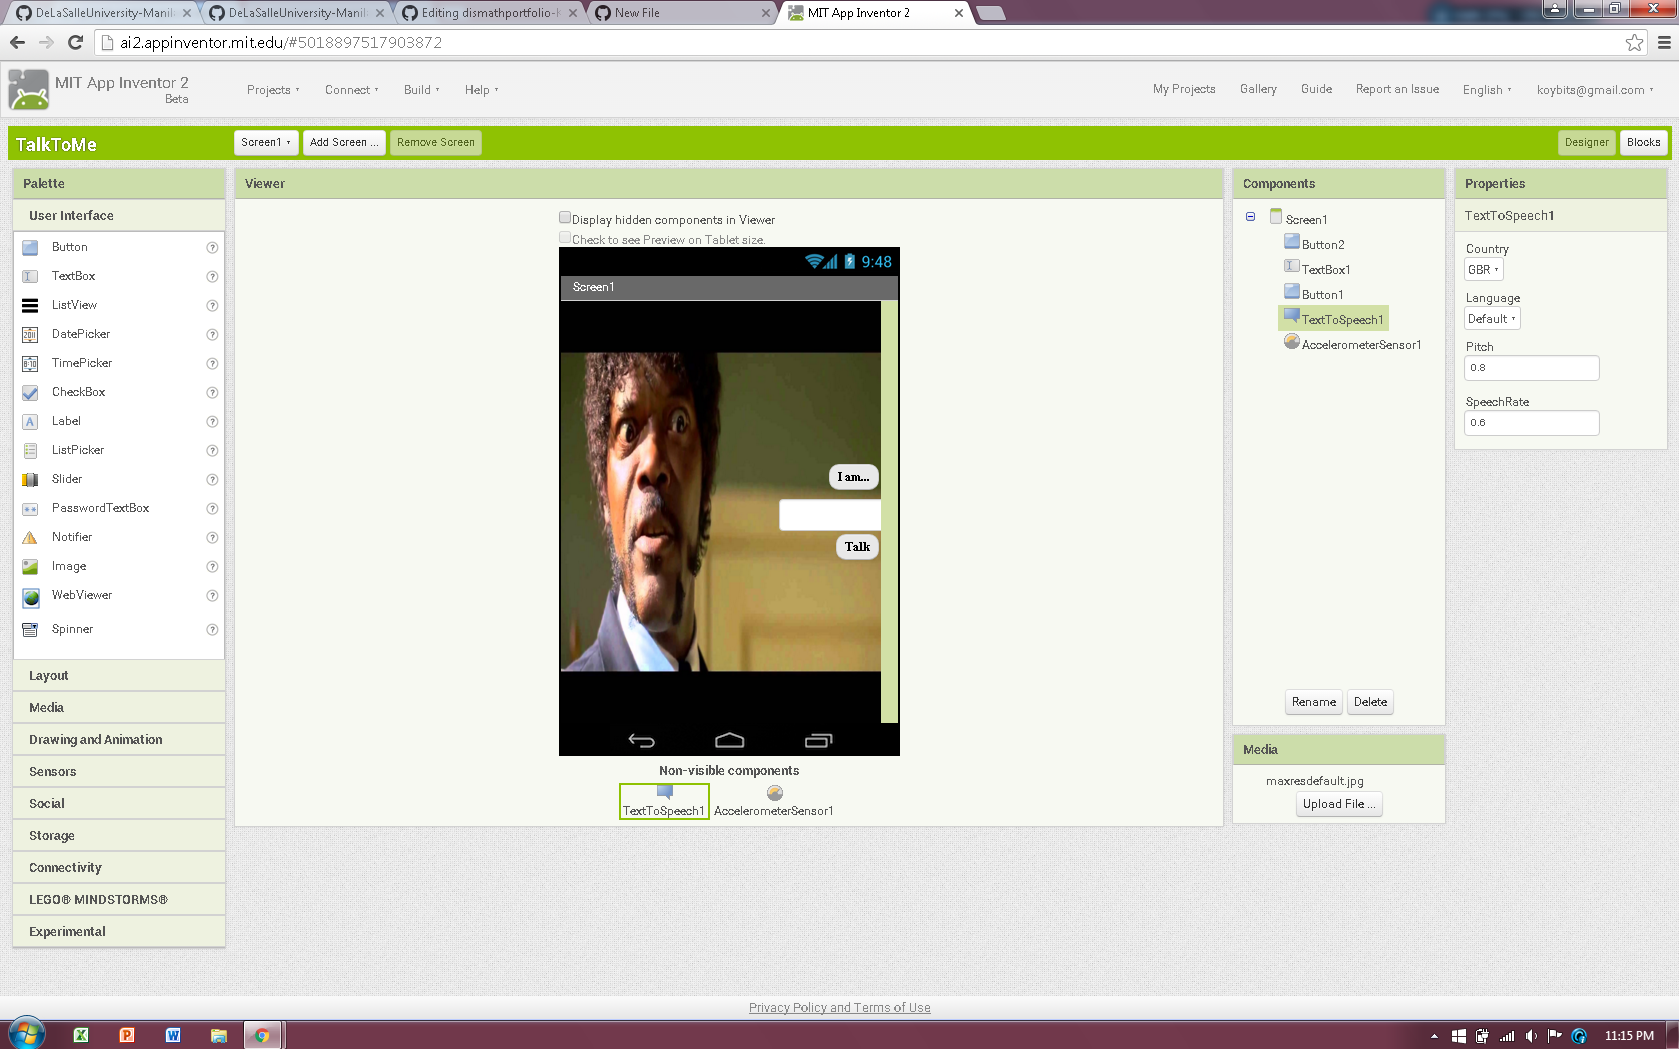 DeLaSalleUniversity-Manil
DeLaSalleUniversity-Manil
Editing dismathportfolio-
New File
MIT App Inventor 2
ai2.appinventor.mit.edu/#5018897517903872
MIT App Inventor 2
Beta
Projects
Connect
Build
Help
My Projects
Gallery
Guide
Report an Issue
English
koybits@gmail.com
TalkToMe
Screen1
Add Screen ...
Remove Screen
Designer
Blocks
Palette
User Interface
Button
TextBox
ListView
DatePicker
TimePicker
CheckBox
Label
ListPicker
Slider
PasswordTextBox
Notifier
Image
WebViewer
Spinner
Layout
Media
Drawing and Animation
Sensors
Social
Storage
Connectivity
LEGO® MINDSTORMS®
Experimental
Viewer
Display hidden components in Viewer
Check to see Preview on Tablet size.
9:48
Screen1
I am...
Talk
Non-visible components
TextToSpeech1
AccelerometerSensor1
Components
Screen1
Button2
TextBox1
Button1
TextToSpeech1
AccelerometerSensor1
Rename
Delete
Media
maxresdefault.jpg
Upload File ...
Properties
TextToSpeech1
Country
GBR
Language
Default
Pitch
0.8
SpeechRate
0.6
Privacy Policy and Terms of Use
11:15 PM